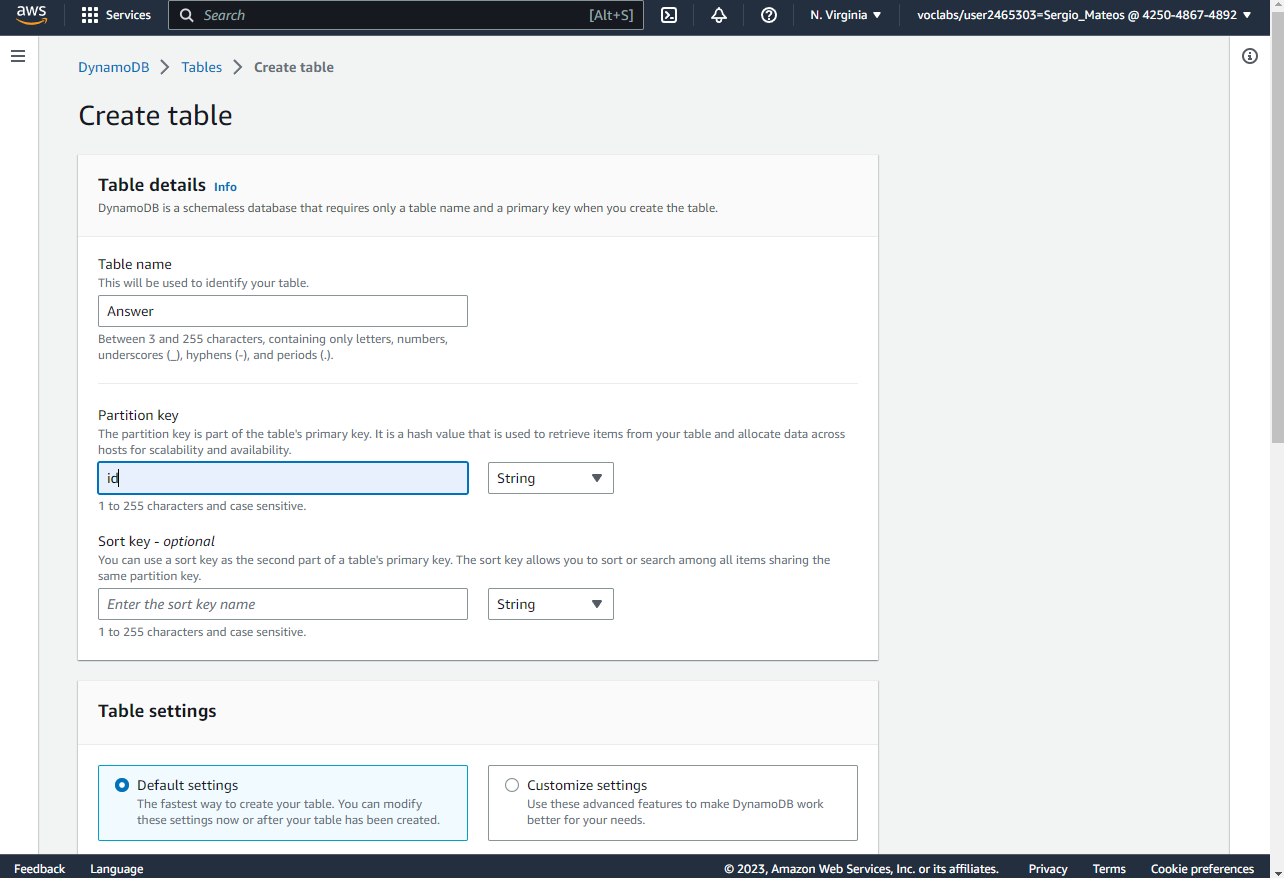 aws Services Search [Alt+S] N. Virginia voclabs/user2465303=Sergio_Mateos @ 4250-4867-4892
DynamoDB Tables Create table
Create table
Table details Info
DynamoDB is a schemaless database that requires only a table name and a primary key when you create the table.
Table name
This will be used to identify your table.
Answer
Between 3 and 255 characters, containing only letters, numbers,
underscores (_), hyphens (-), and periods (.).
Partition key
The partition key is part of the table's primary key. It is a hash value that is used to retrieve items from your table and allocate data across
hosts for scalability and availability.
id String
1 to 255 characters and case sensitive.
Sort key - optional
You can use a sort key as the second part of a table's primary key. The sort key allows you to sort or search among all items sharing the
same partition key.
Enter the sort key name String
1 to 255 characters and case sensitive.
Table settings
Default settings
The fastest way to create your table. You can modify
these settings now or after your table has been created.
Customize settings
Use these advanced features to make DynamoDB work
better for your needs.
Feedback Language © 2023, Amazon Web Services, Inc. or its affiliates. Privacy Terms Cookie preferences